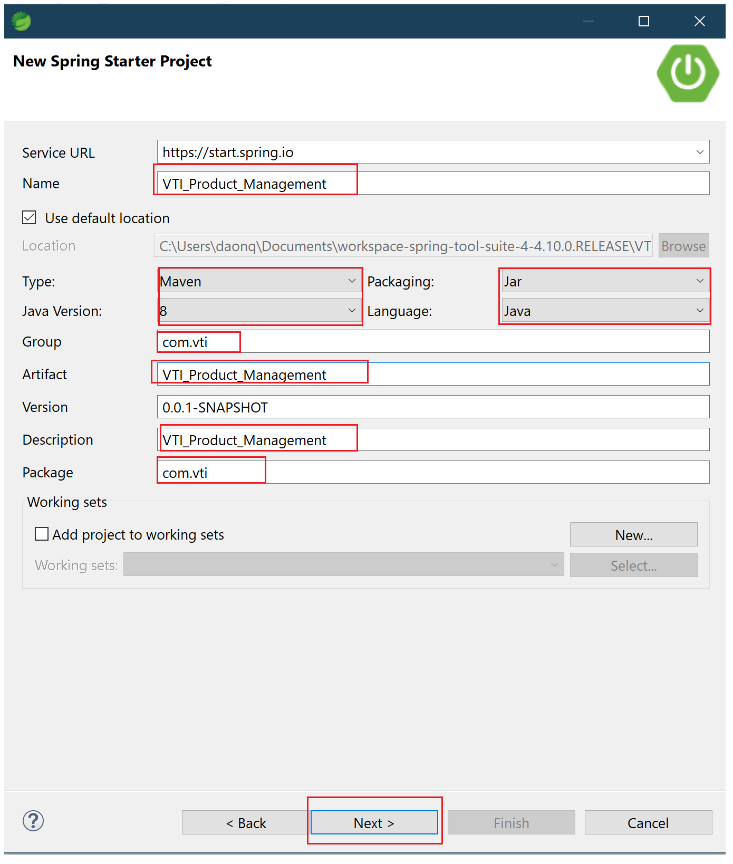 New Spring Starter Project
Service URL https://start.spring.io
Name VTI_Product_Management
Use default location
Location C:\Users\daonq\Documents\workspace-spring-tool-suite-4-4.10.0.RELEASE\VTI Browse
Type: Maven Packaging: Jar
Java Version: 8 Language: Java
Group com.vti
Artifact VTI_Product_Management
Version 0.0.1-SNAPSHOT
Description VTI_Product_Management
Package com.vti
Working sets
Add project to working sets New...
Working sets: Select...
? < Back Next > Finish Cancel